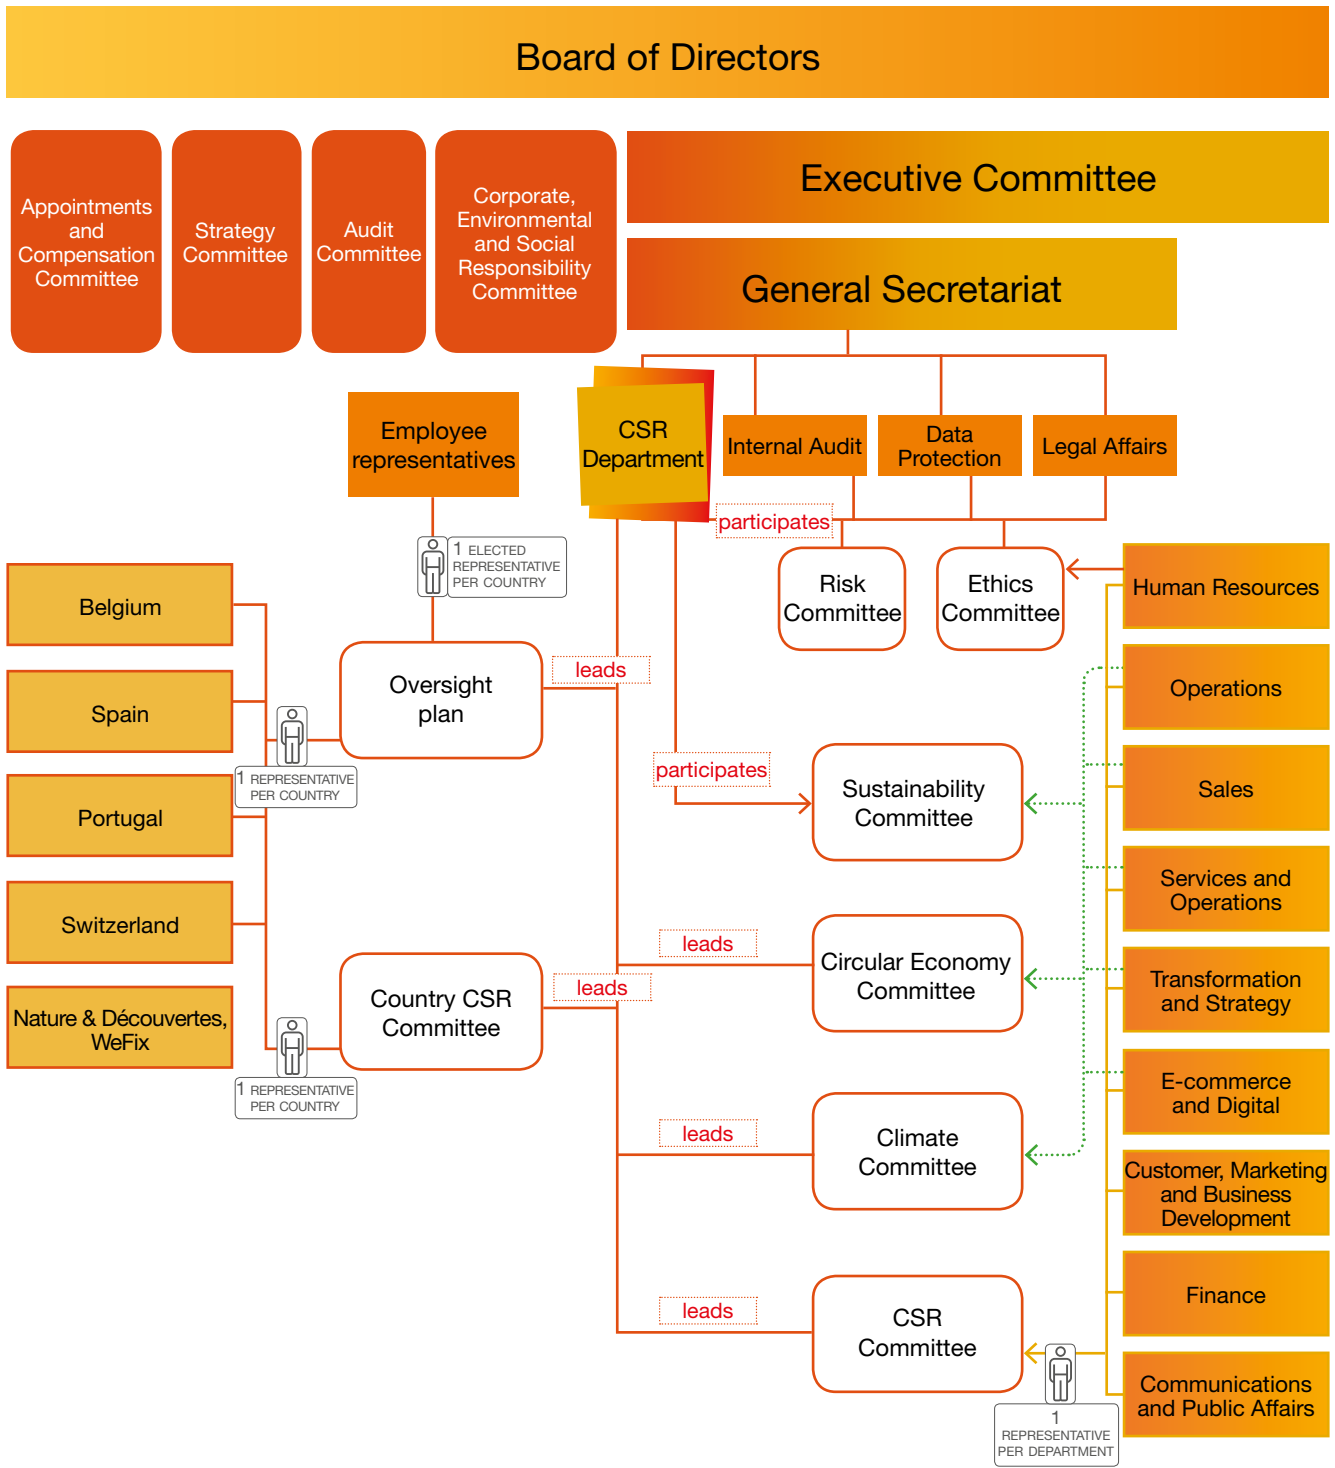 Board of Directors
Appointments
and
Compensation
Committee
Strategy
Committee
Audit
Committee
Corporate,
Environmental
and Social
Responsibility
Committee
Executive Committee
General Secretariat
Employee
representatives
CSR
Department
Internal Audit
Data
Protection
Legal Affairs
participates
1 ELECTED
REPRESENTATIVE
PER COUNTRY
Risk
Committee
Ethics
Committee
Human Resources
Belgium
Spain
Portugal
Switzerland
Nature & Découvertes,
WeFix
1 REPRESENTATIVE
PER COUNTRY
1 REPRESENTATIVE
PER COUNTRY
Oversight
plan
leads
Country CSR
Committee
leads
participates
Sustainability
Committee
leads
Circular Economy
Committee
leads
Climate
Committee
leads
CSR
Committee
Operations
Sales
Services and
Operations
Transformation
and Strategy
E-commerce
and Digital
Customer, Marketing
and Business
Development
Finance
Communications
and Public Affairs
1
REPRESENTATIVE
PER DEPARTMENT